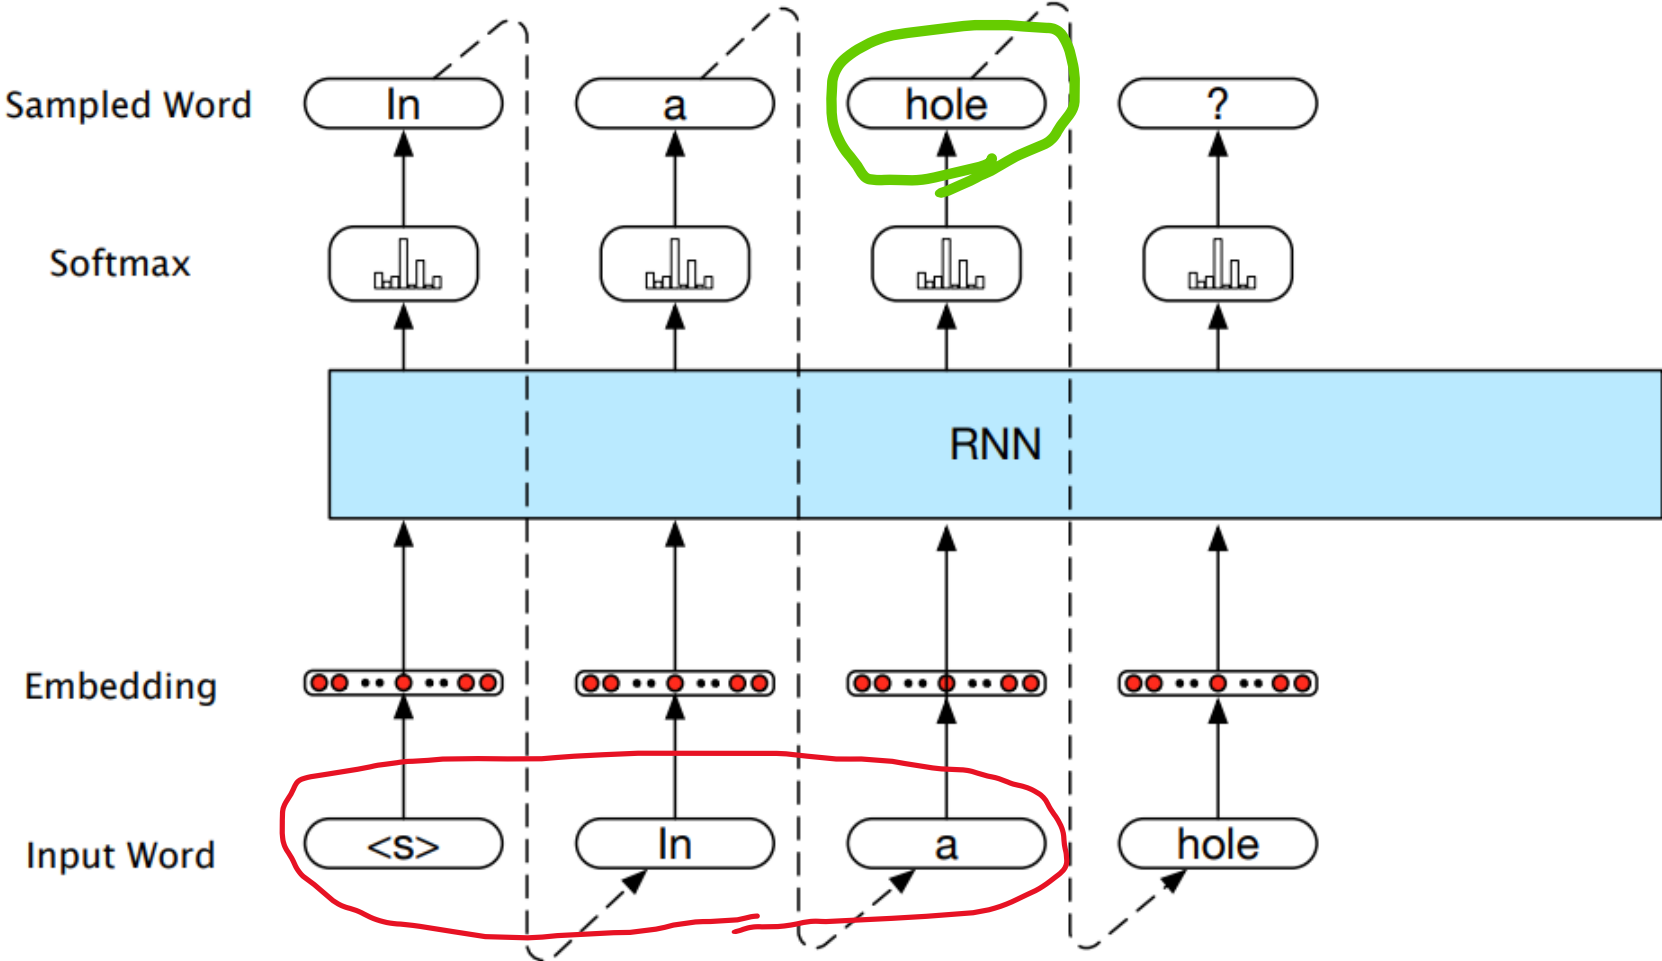 Sampled Word In a hole ?
Softmax
RNN
Embedding
Input Word <s> In a hole